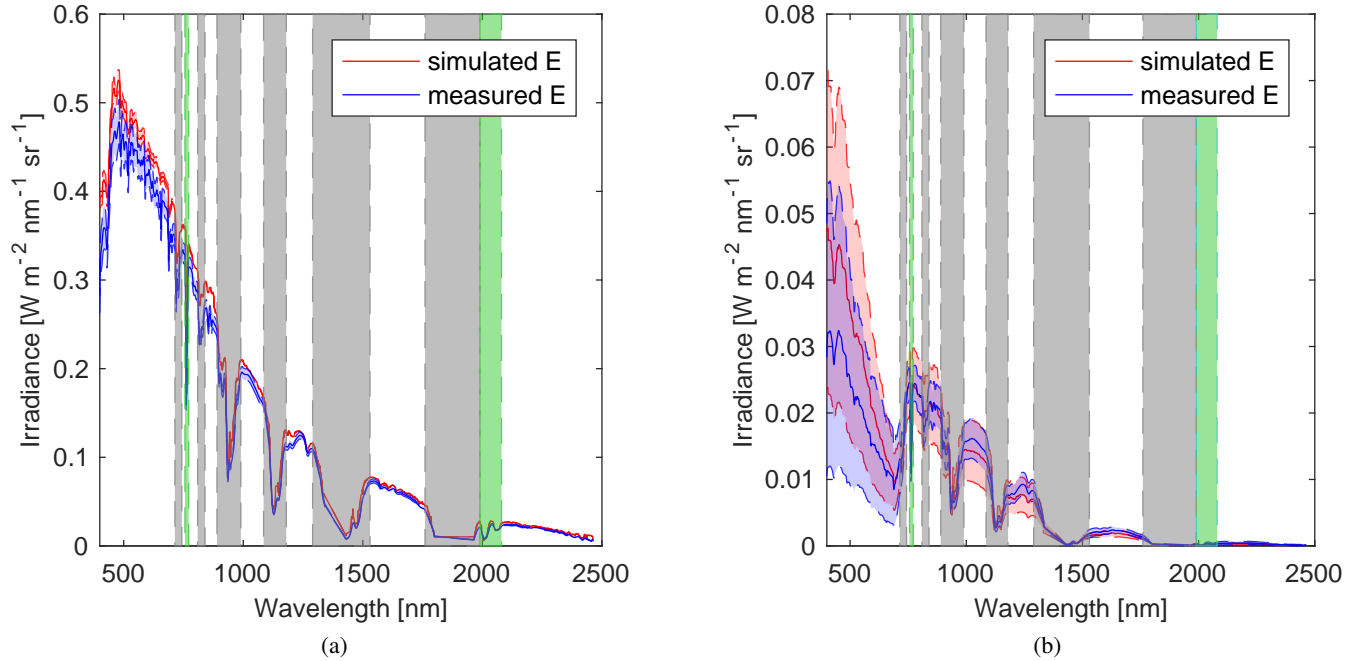 0.6
0.5
0.4
0.3
0.2
0.1
0
500
1000
1500
2000
2500
Irradiance [W m⁻² nm⁻¹ sr⁻¹]
Wavelength [nm]
simulated E
measured E
(a)
0.08
0.07
0.06
0.05
0.04
0.03
0.02
0.01
0
500
1000
1500
2000
2500
Irradiance [W m⁻² nm⁻¹ sr⁻¹]
Wavelength [nm]
simulated E
measured E
(b)